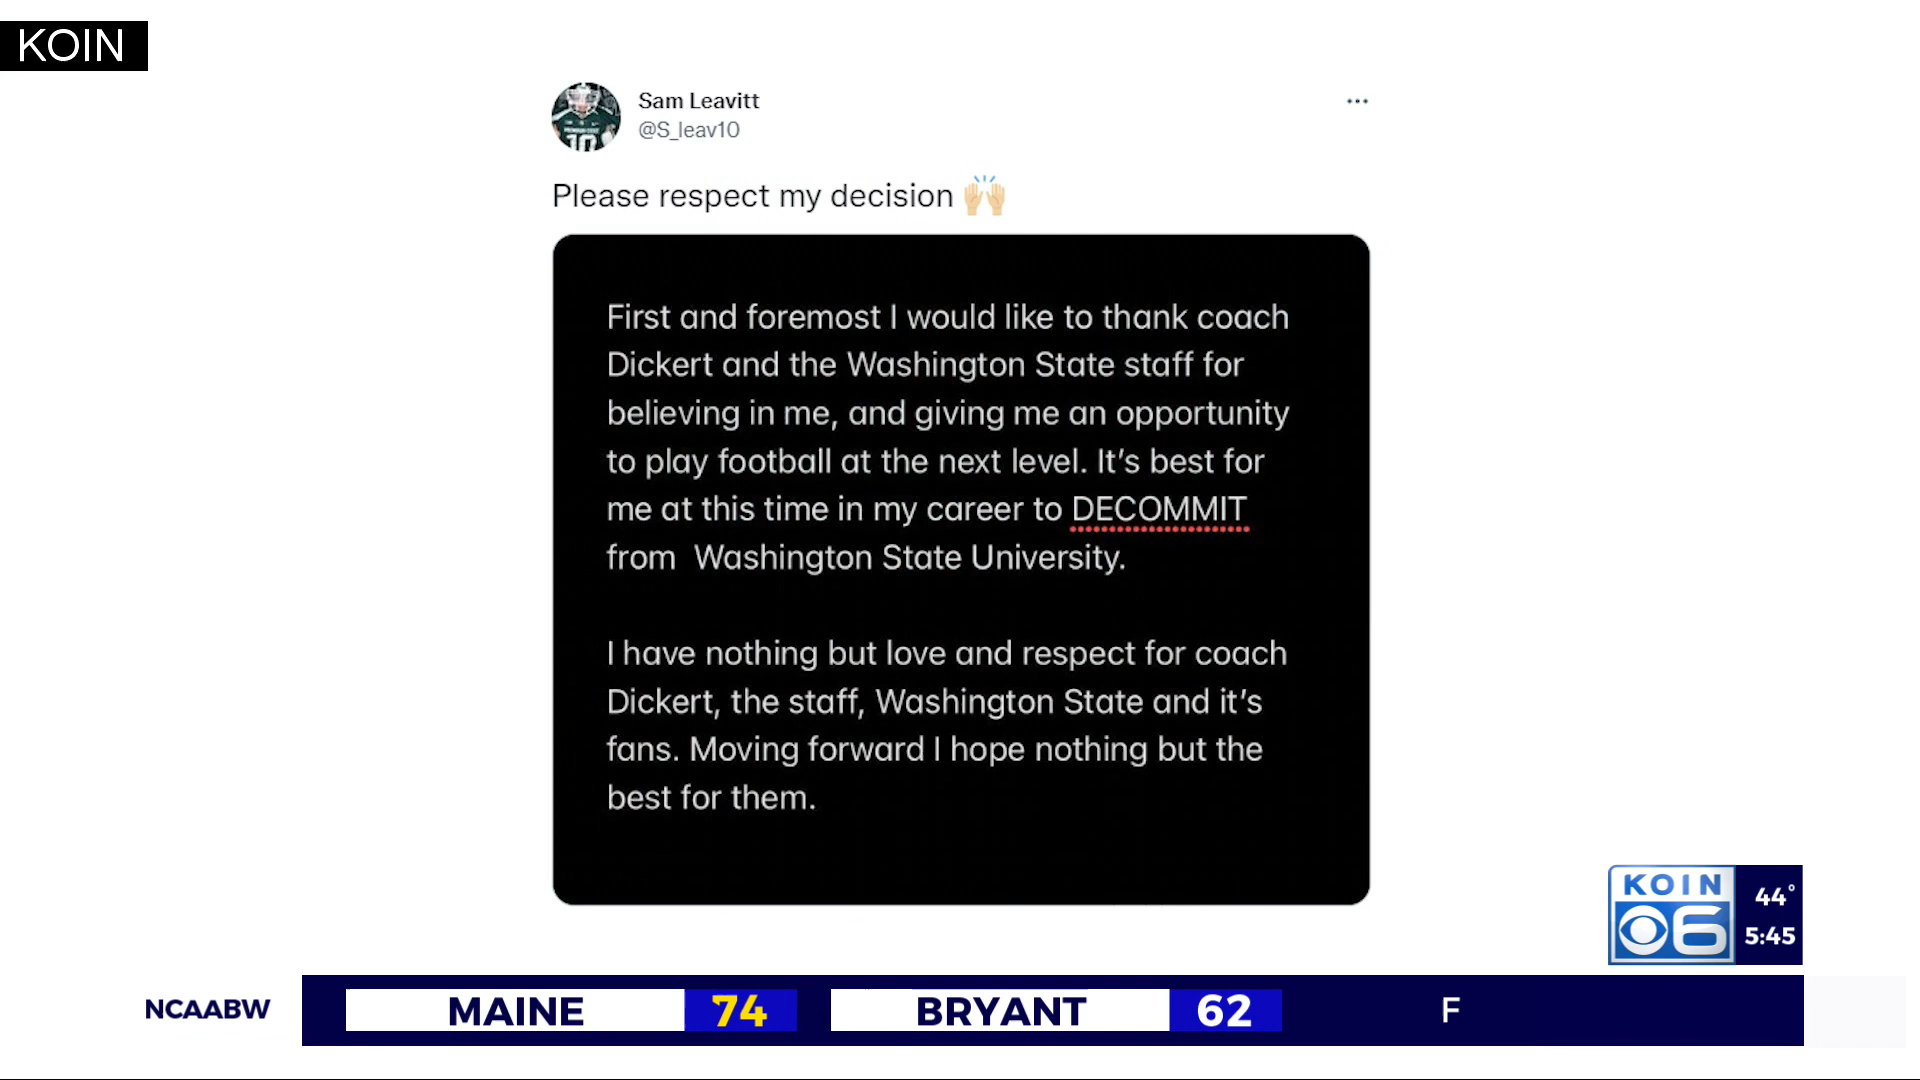 KOIN
Sam Leavitt
@S_leav10
Please respect my decision 🙌🏼
First and foremost I would like to thank coach
Dickert and the Washington State staff for
believing in me, and giving me an opportunity
to play football at the next level. It’s best for
me at this time in my career to DECOMMIT
from  Washington State University.
I have nothing but love and respect for coach
Dickert, the staff, Washington State and it’s
fans. Moving forward I hope nothing but the
best for them.
KOIN
6
44°
5:45
NCAABW MAINE 74 BRYANT 62 F